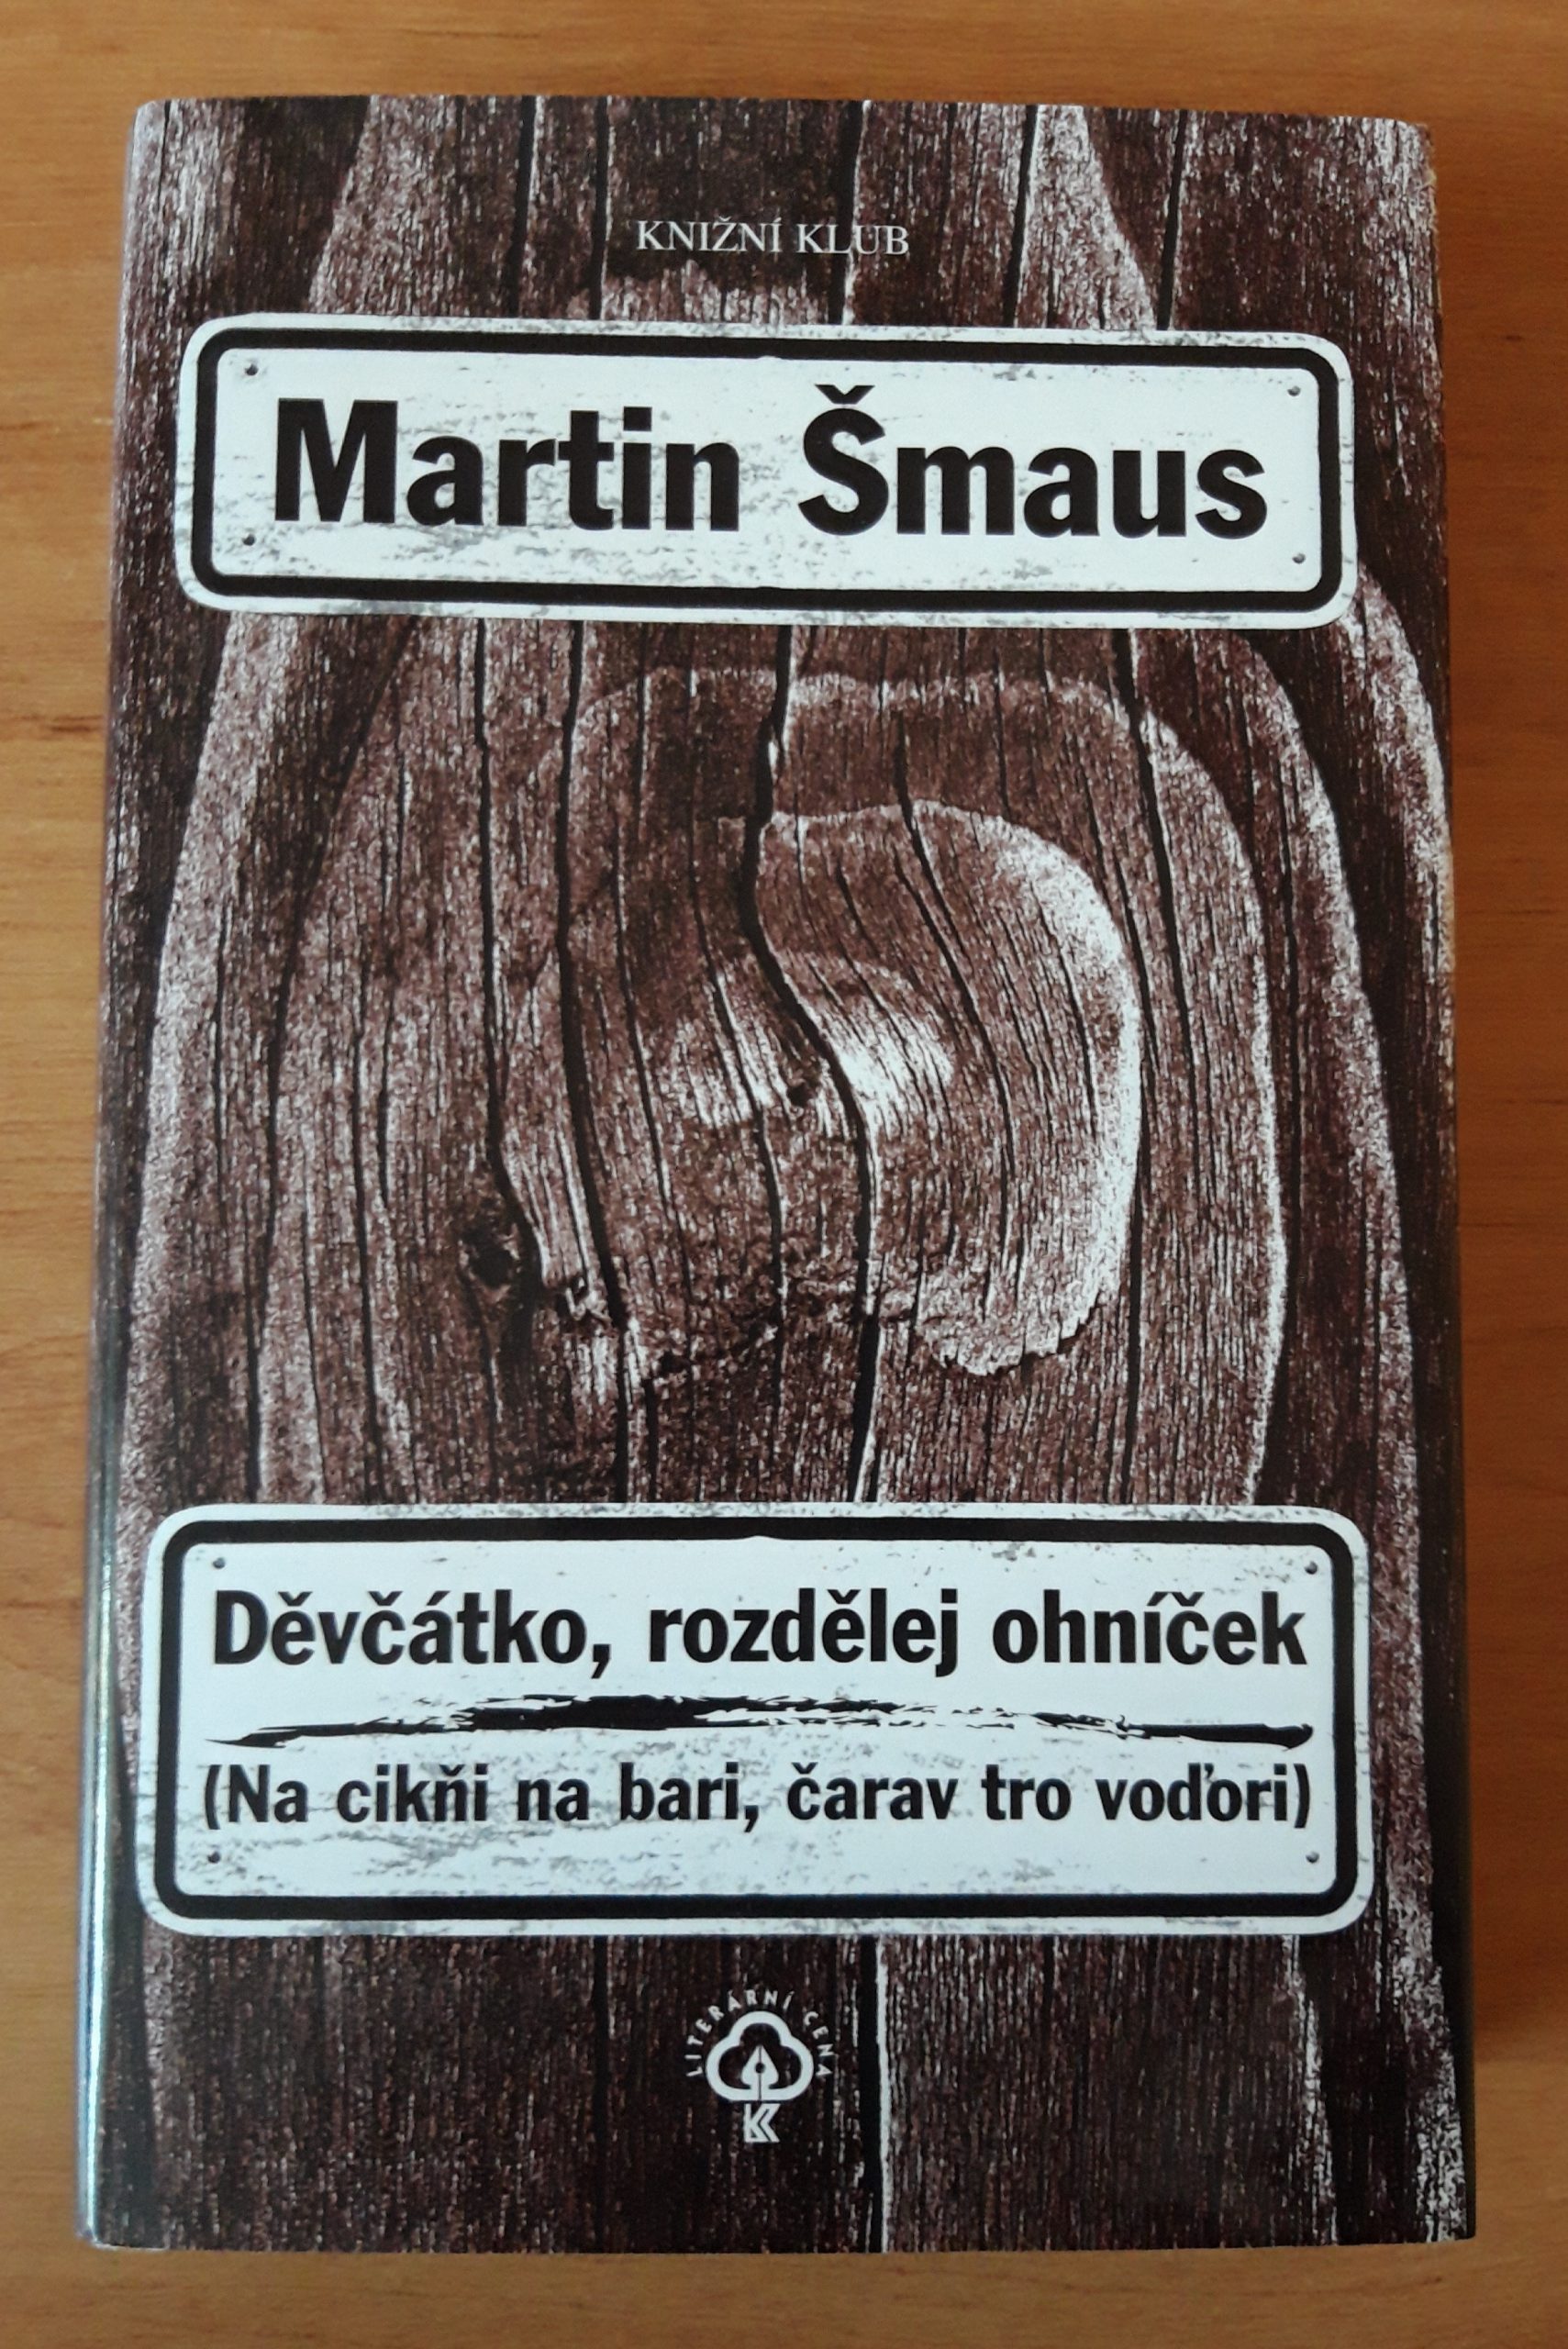 KNIŽNÍ KLUB
Martin Šmaus
Děvčátko, rozdělej ohníček
(Na cikňi na bari, čarav tro voďori)
LITERÁRNÍ CENA
K